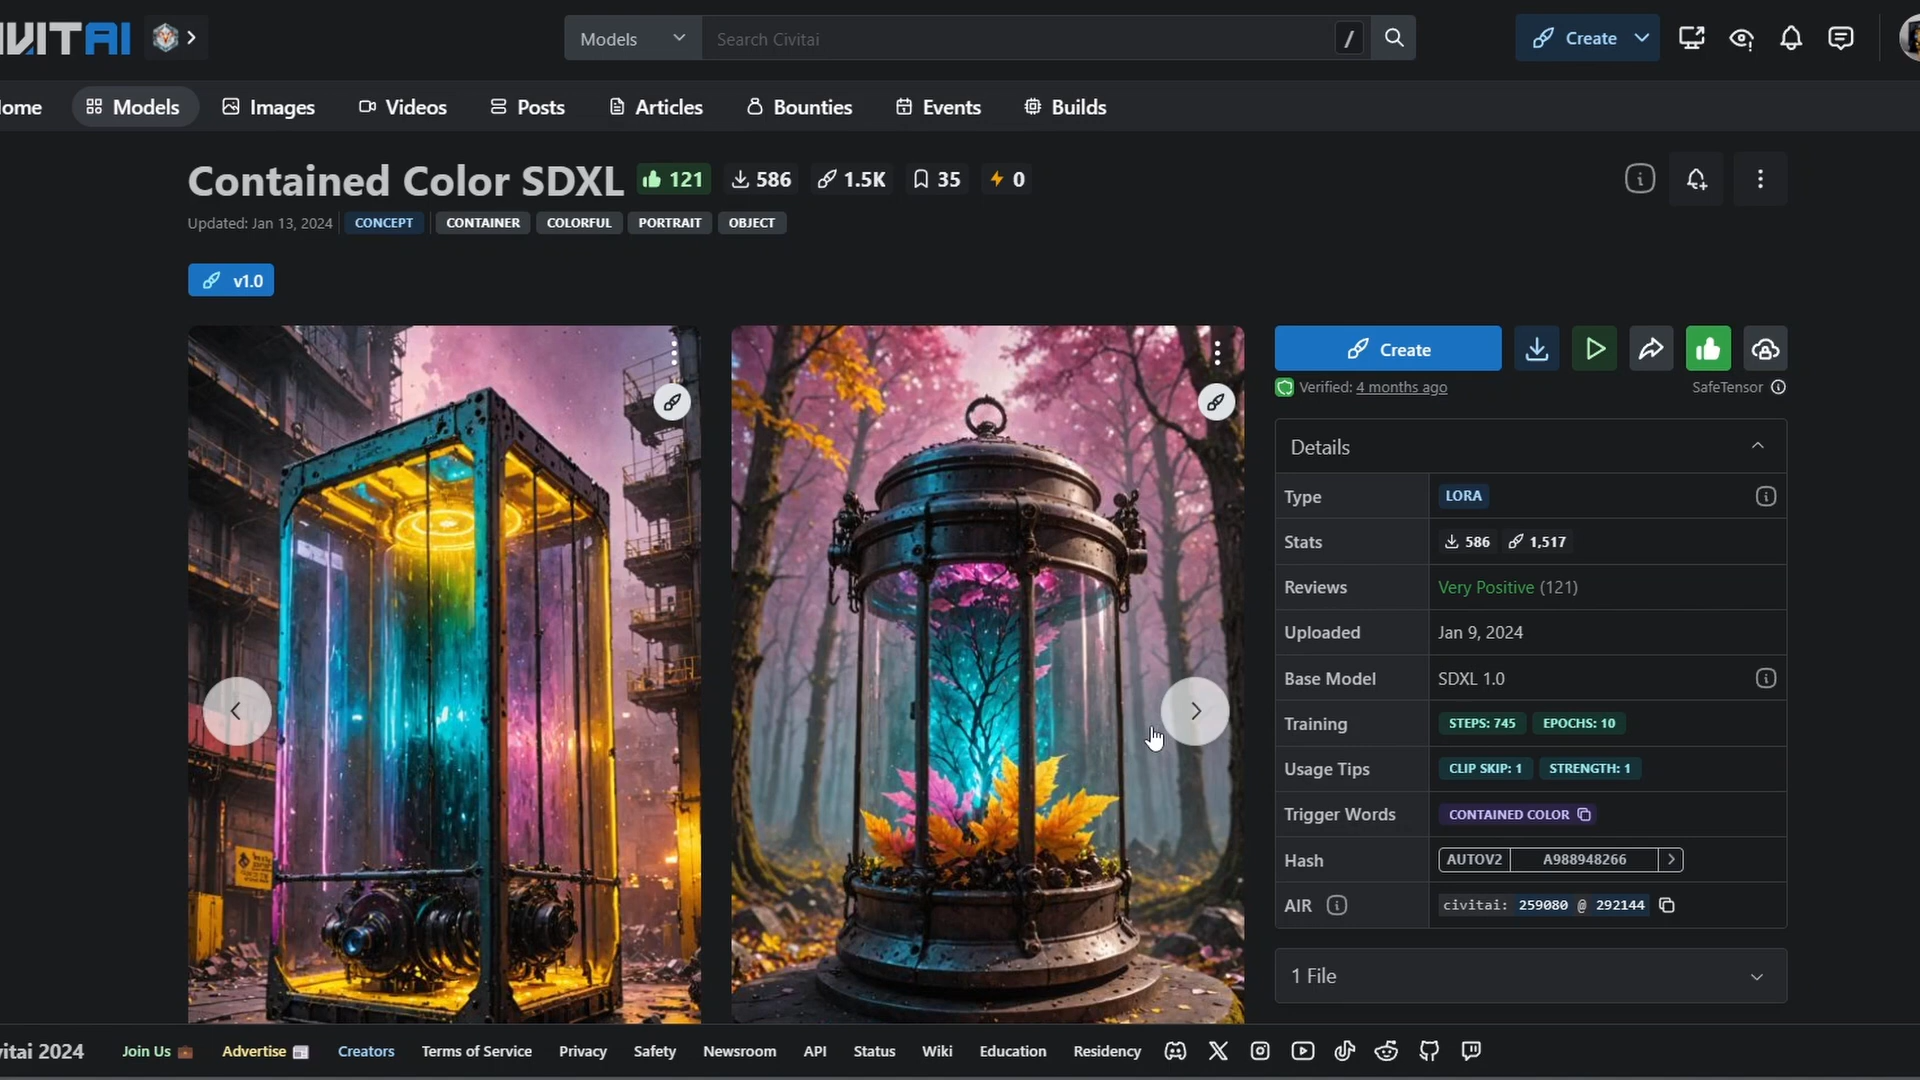 IVITAI
Models
Search Civitai
/
Create
ome
Models
Images
Videos
Posts
Articles
Bounties
Events
Builds
Contained Color SDXL
121
586
1.5K
35
0
Updated: Jan 13, 2024
CONCEPT
CONTAINER
COLORFUL
PORTRAIT
OBJECT
v1.0
Create
Verified: 4 months ago
SafeTensor
Details
Type
LORA
Stats
586
1,517
Reviews
Very Positive (121)
Uploaded
Jan 9, 2024
Base Model
SDXL 1.0
Training
STEPS: 745
EPOCHS: 10
Usage Tips
CLIP SKIP: 1
STRENGTH: 1
Trigger Words
CONTAINED COLOR
Hash
AUTOV2
A988948266
AIR
civitai: 259080 @ 292144
1 File
vitai 2024
Join Us
Advertise
Creators
Terms of Service
Privacy
Safety
Newsroom
API
Status
Wiki
Education
Residency